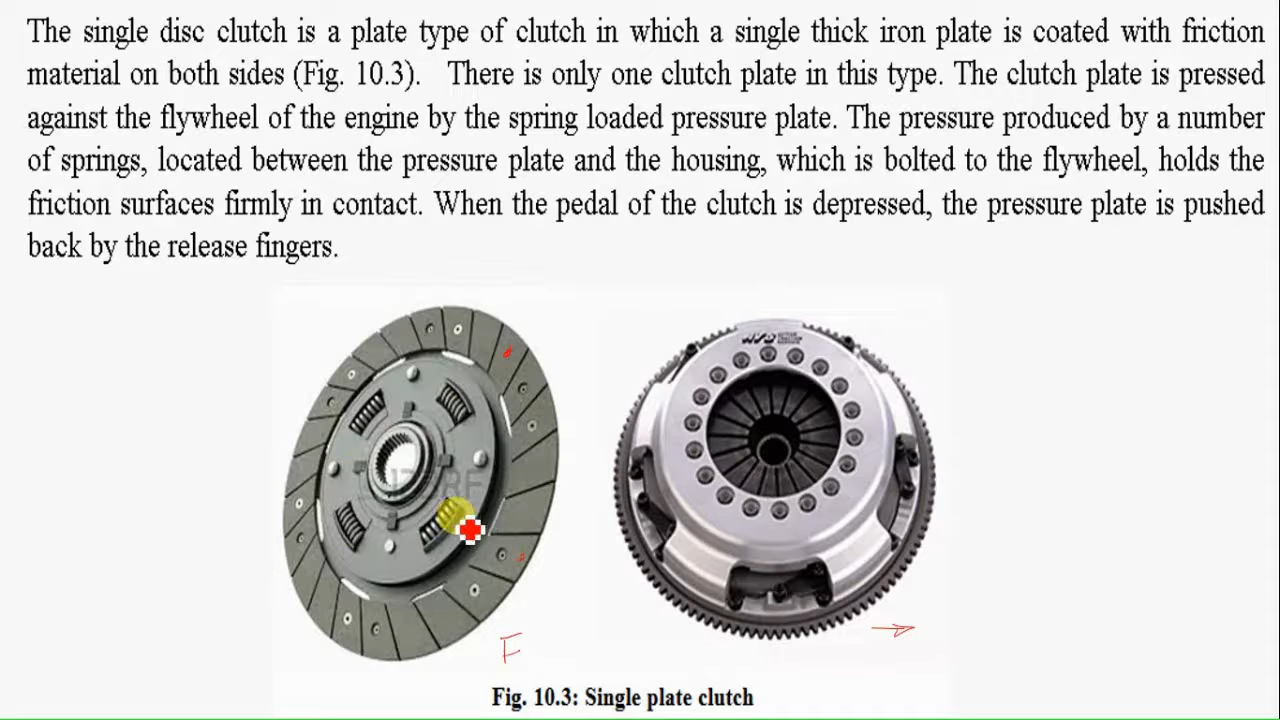 The single disc clutch is a plate type of clutch in which a single thick iron plate is coated with friction
material on both sides (Fig. 10.3). There is only one clutch plate in this type. The clutch plate is pressed
against the flywheel of the engine by the spring loaded pressure plate. The pressure produced by a number
of springs, located between the pressure plate and the housing, which is bolted to the flywheel, holds the
friction surfaces firmly in contact. When the pedal of the clutch is depressed, the pressure plate is pushed
back by the release fingers.
F
Fig. 10.3: Single plate clutch